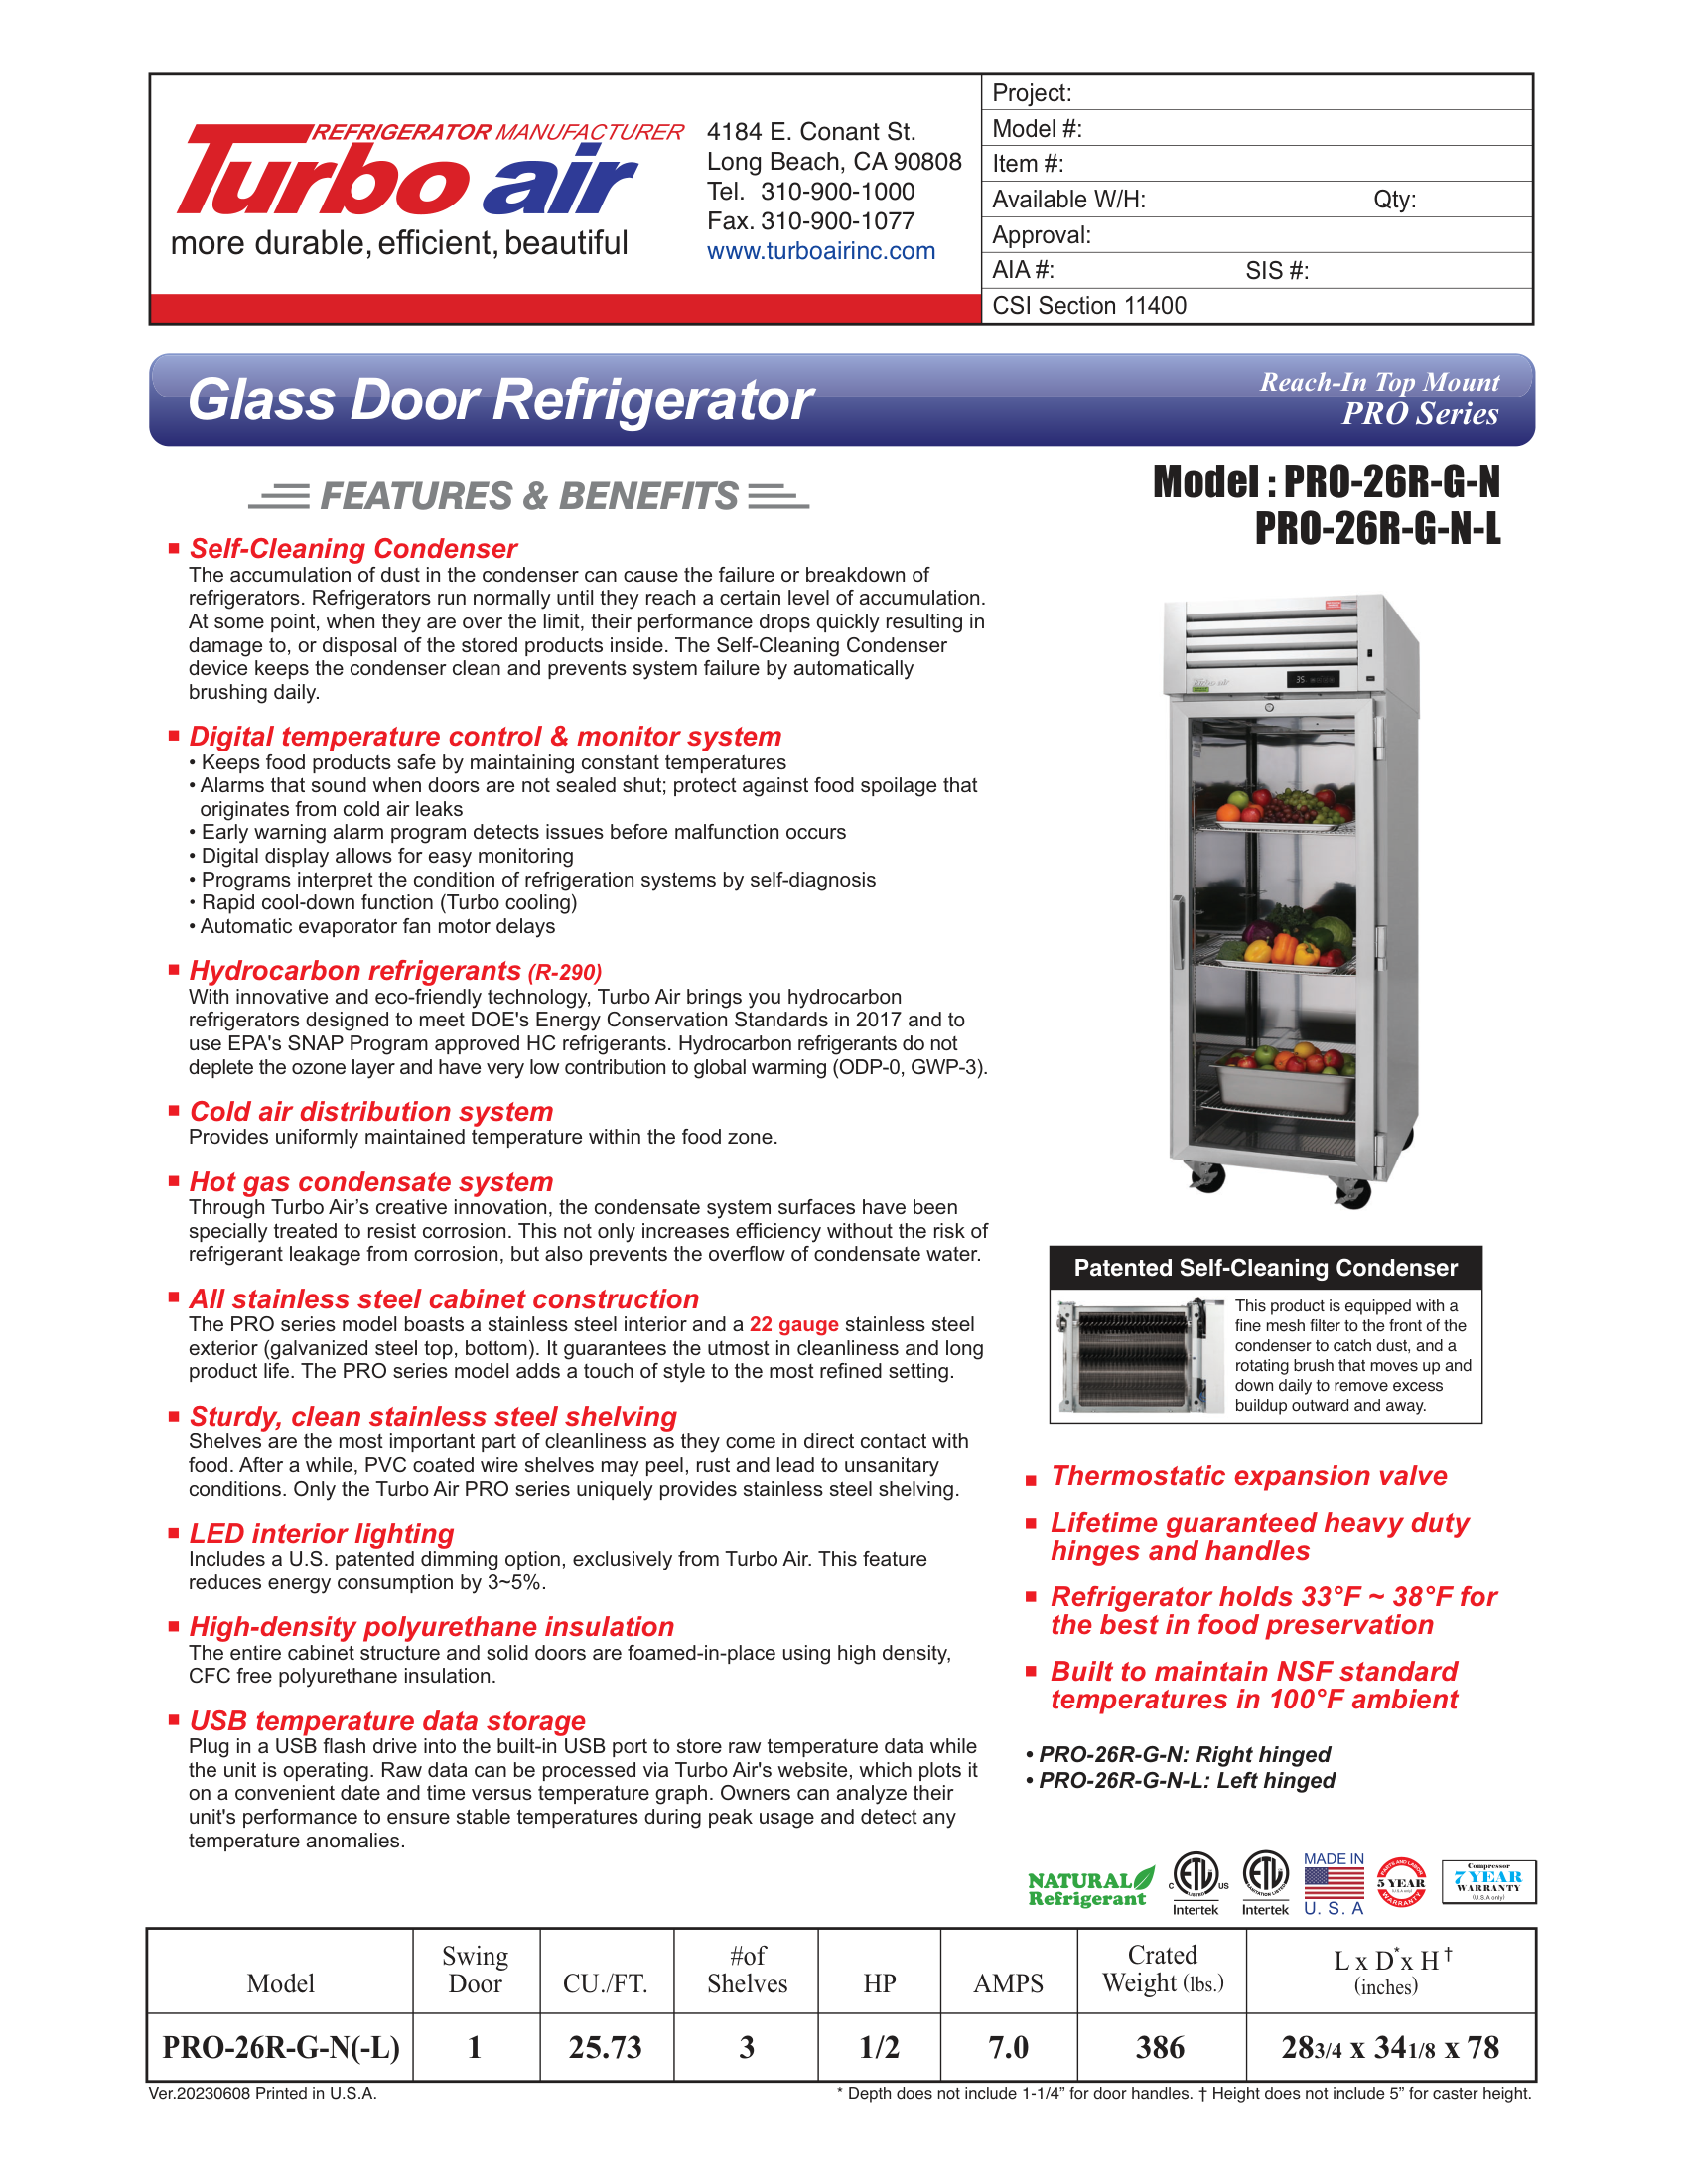 REFRIGERATOR MANUFACTURER
Turbo air
more durable, efficient, beautiful
4184 E. Conant St.
Long Beach, CA 90808
Tel. 310-900-1000
Fax. 310-900-1077
www.turboairinc.com
Project:
Model #:
Item #:
Available W/H: Qty:
Approval:
AIA #: SIS #:
CSI Section 11400
Glass Door Refrigerator
Reach-In Top Mount
PRO Series
FEATURES & BENEFITS
Model : PRO-26R-G-N
PRO-26R-G-N-L
■ Self-Cleaning Condenser
The accumulation of dust in the condenser can cause the failure or breakdown of
refrigerators. Refrigerators run normally until they reach a certain level of accumulation.
At some point, when they are over the limit, their performance drops quickly resulting in
damage to, or disposal of the stored products inside. The Self-Cleaning Condenser
device keeps the condenser clean and prevents system failure by automatically
brushing daily.
■ Digital temperature control & monitor system
• Keeps food products safe by maintaining constant temperatures
• Alarms that sound when doors are not sealed shut; protect against food spoilage that
originates from cold air leaks
• Early warning alarm program detects issues before malfunction occurs
• Digital display allows for easy monitoring
• Programs interpret the condition of refrigeration systems by self-diagnosis
• Rapid cool-down function (Turbo cooling)
• Automatic evaporator fan motor delays
■ Hydrocarbon refrigerants (R-290)
With innovative and eco-friendly technology, Turbo Air brings you hydrocarbon
refrigerators designed to meet DOE's Energy Conservation Standards in 2017 and to
use EPA's SNAP Program approved HC refrigerants. Hydrocarbon refrigerants do not
deplete the ozone layer and have very low contribution to global warming (ODP-0, GWP-3).
■ Cold air distribution system
Provides uniformly maintained temperature within the food zone.
■ Hot gas condensate system
Through Turbo Air’s creative innovation, the condensate system surfaces have been
specially treated to resist corrosion. This not only increases efficiency without the risk of
refrigerant leakage from corrosion, but also prevents the overflow of condensate water.
■ All stainless steel cabinet construction
The PRO series model boasts a stainless steel interior and a 22 gauge stainless steel
exterior (galvanized steel top, bottom). It guarantees the utmost in cleanliness and long
product life. The PRO series model adds a touch of style to the most refined setting.
■ Sturdy, clean stainless steel shelving
Shelves are the most important part of cleanliness as they come in direct contact with
food. After a while, PVC coated wire shelves may peel, rust and lead to unsanitary
conditions. Only the Turbo Air PRO series uniquely provides stainless steel shelving.
■ LED interior lighting
Includes a U.S. patented dimming option, exclusively from Turbo Air. This feature
reduces energy consumption by 3~5%.
■ High-density polyurethane insulation
The entire cabinet structure and solid doors are foamed-in-place using high density,
CFC free polyurethane insulation.
■ USB temperature data storage
Plug in a USB flash drive into the built-in USB port to store raw temperature data while
the unit is operating. Raw data can be processed via Turbo Air's website, which plots it
on a convenient date and time versus temperature graph. Owners can analyze their
unit's performance to ensure stable temperatures during peak usage and detect any
temperature anomalies.
Turbo air
35
Patented Self-Cleaning Condenser
This product is equipped with a
fine mesh filter to the front of the
condenser to catch dust, and a
rotating brush that moves up and
down daily to remove excess
buildup outward and away.
■ Thermostatic expansion valve
■ Lifetime guaranteed heavy duty
hinges and handles
■ Refrigerator holds 33°F ~ 38°F for
the best in food preservation
■ Built to maintain NSF standard
temperatures in 100°F ambient
• PRO-26R-G-N: Right hinged
• PRO-26R-G-N-L: Left hinged
NATURAL
Refrigerant
C ETL US
LISTED
Intertek
ETL
SANITATION LISTED
Intertek
MADE IN
U. S. A
PARTS AND LABOR
5 YEAR
(U.S.A only)
WARRANTY
Compressor
7 YEAR
WARRANTY
(U.S.A only)
Model Swing Door CU./FT. #of Shelves HP AMPS Crated Weight (lbs.) L x D* x H† (inches)
PRO-26R-G-N(-L) 1 25.73 3 1/2 7.0 386 283/4 x 341/8 x 78
Ver.20230608 Printed in U.S.A.
* Depth does not include 1-1/4” for door handles. † Height does not include 5” for caster height.